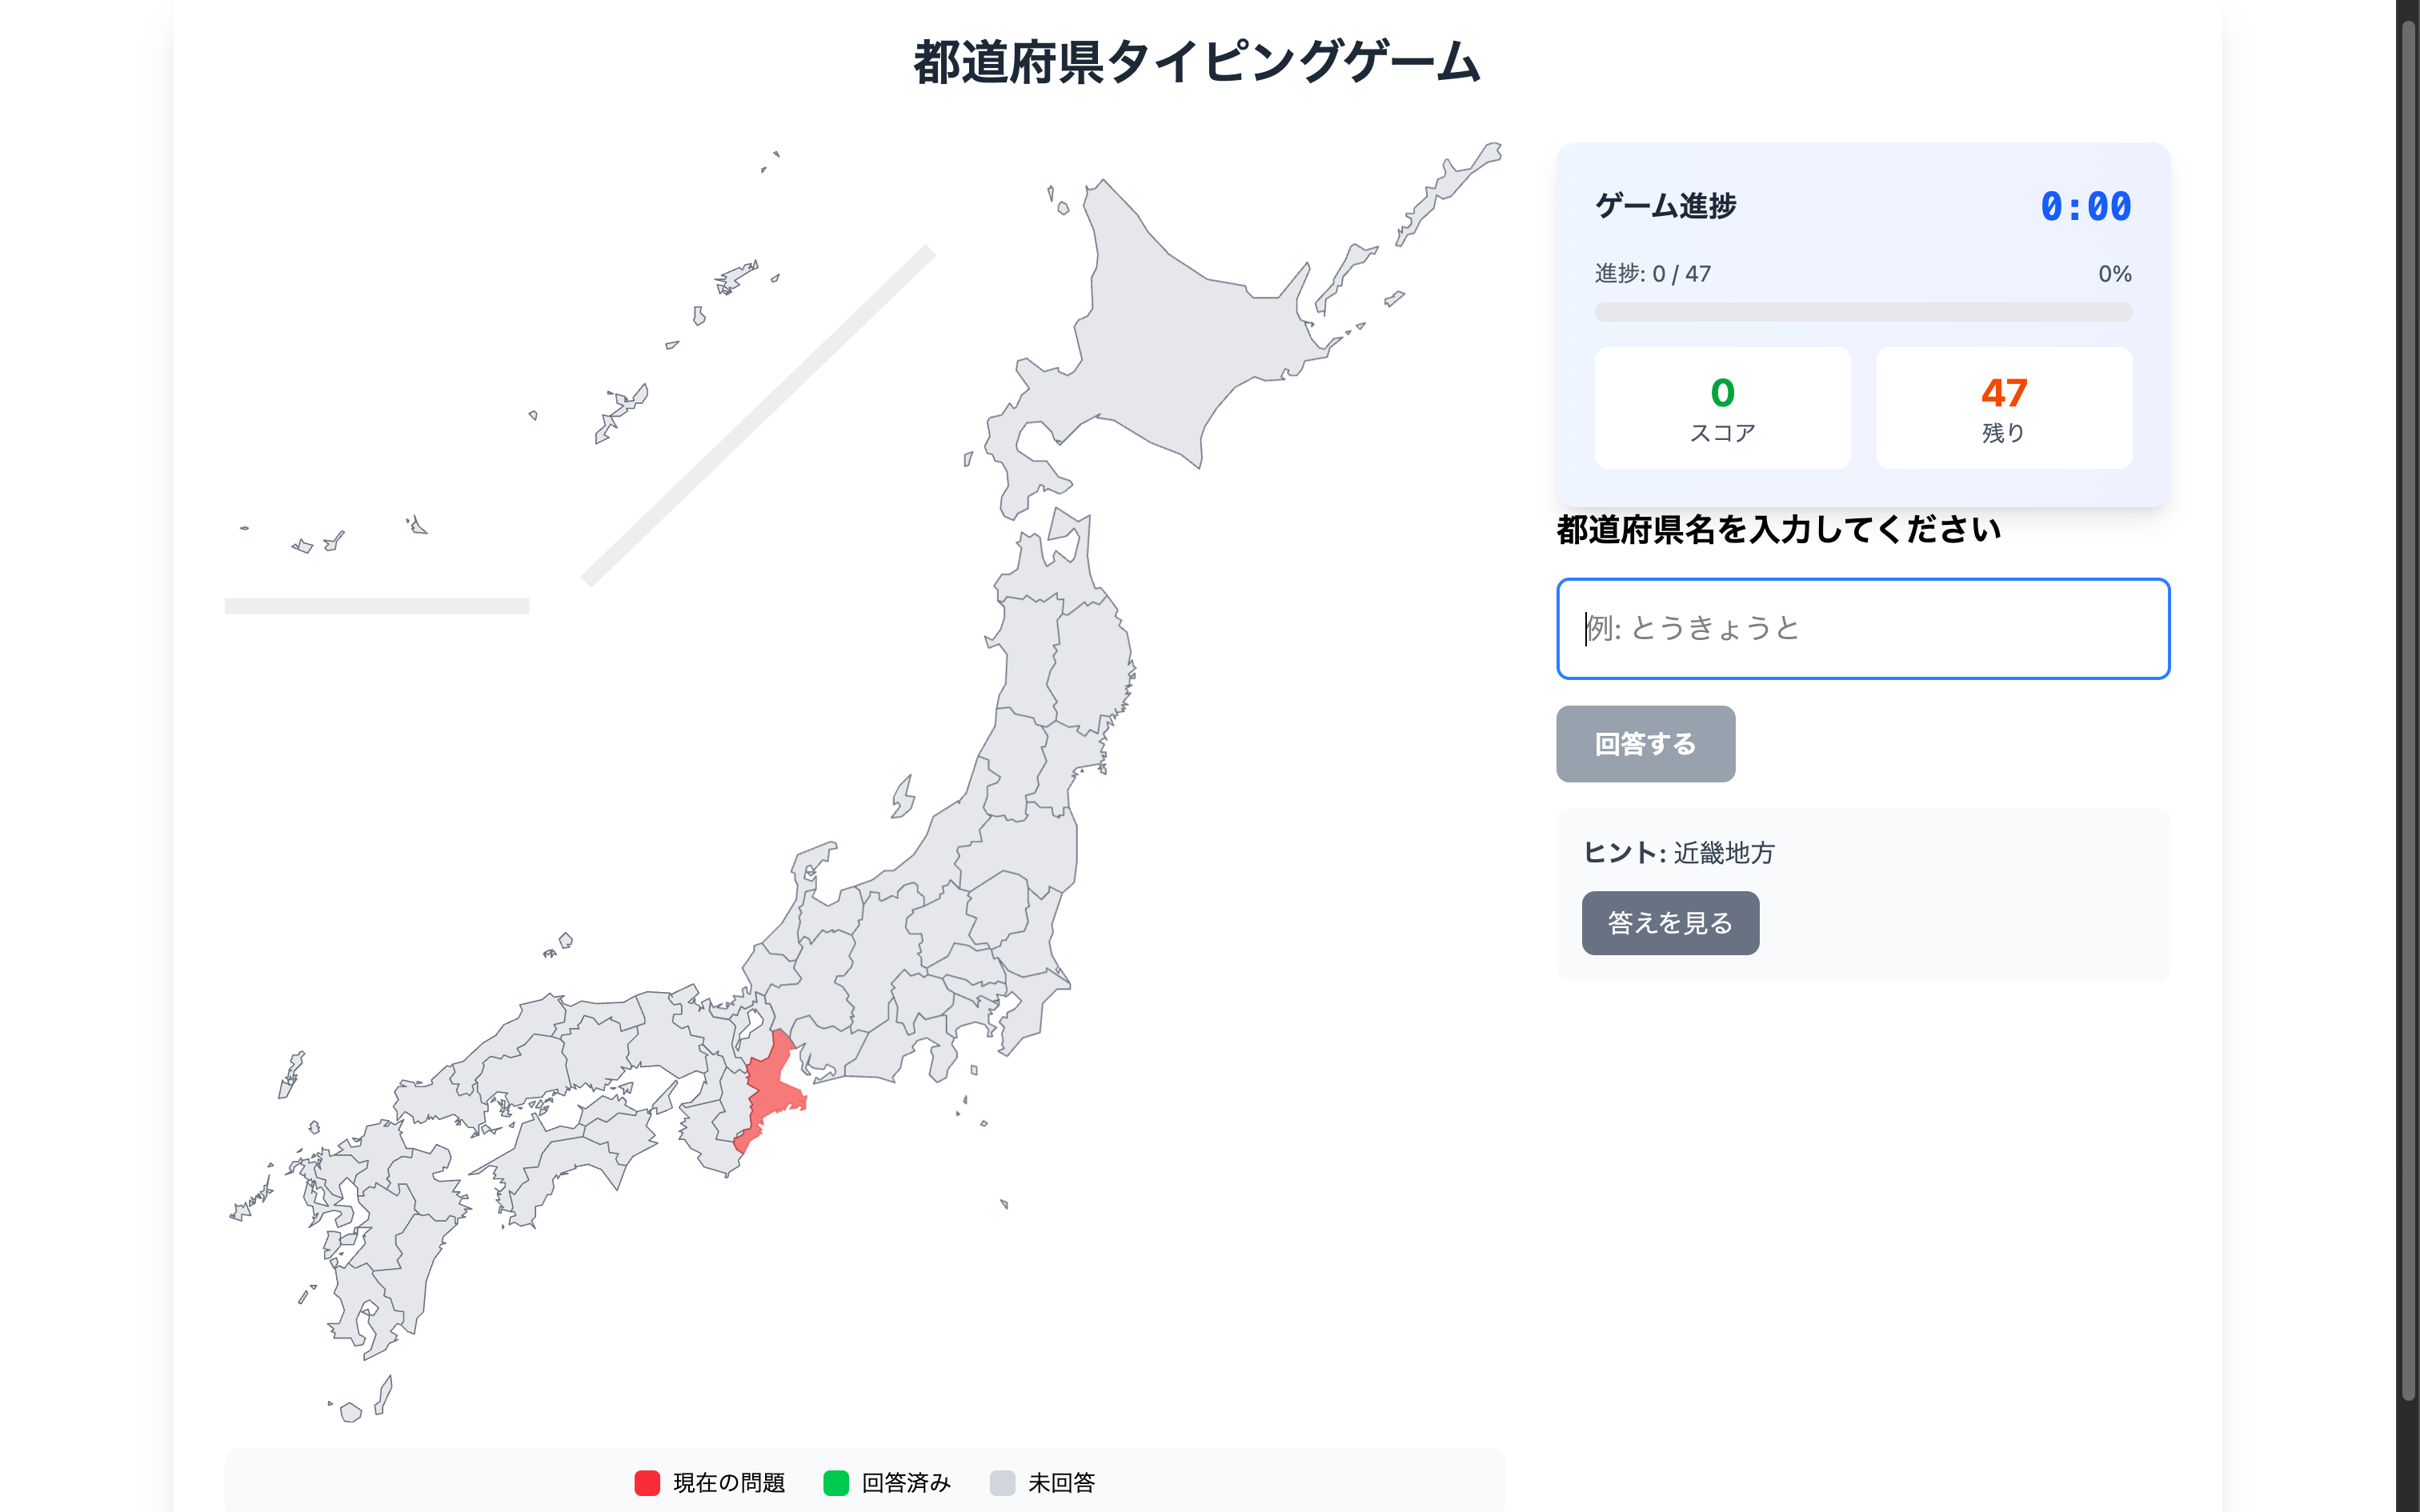 都道府県タイピングゲーム
ゲーム進捗
0:00
進捗: 0 / 47
0%
0
スコア
47
残り
都道府県名を入力してください
例: とうきょうと
回答する
ヒント: 近畿地方
答えを見る
現在の問題
回答済み
未回答